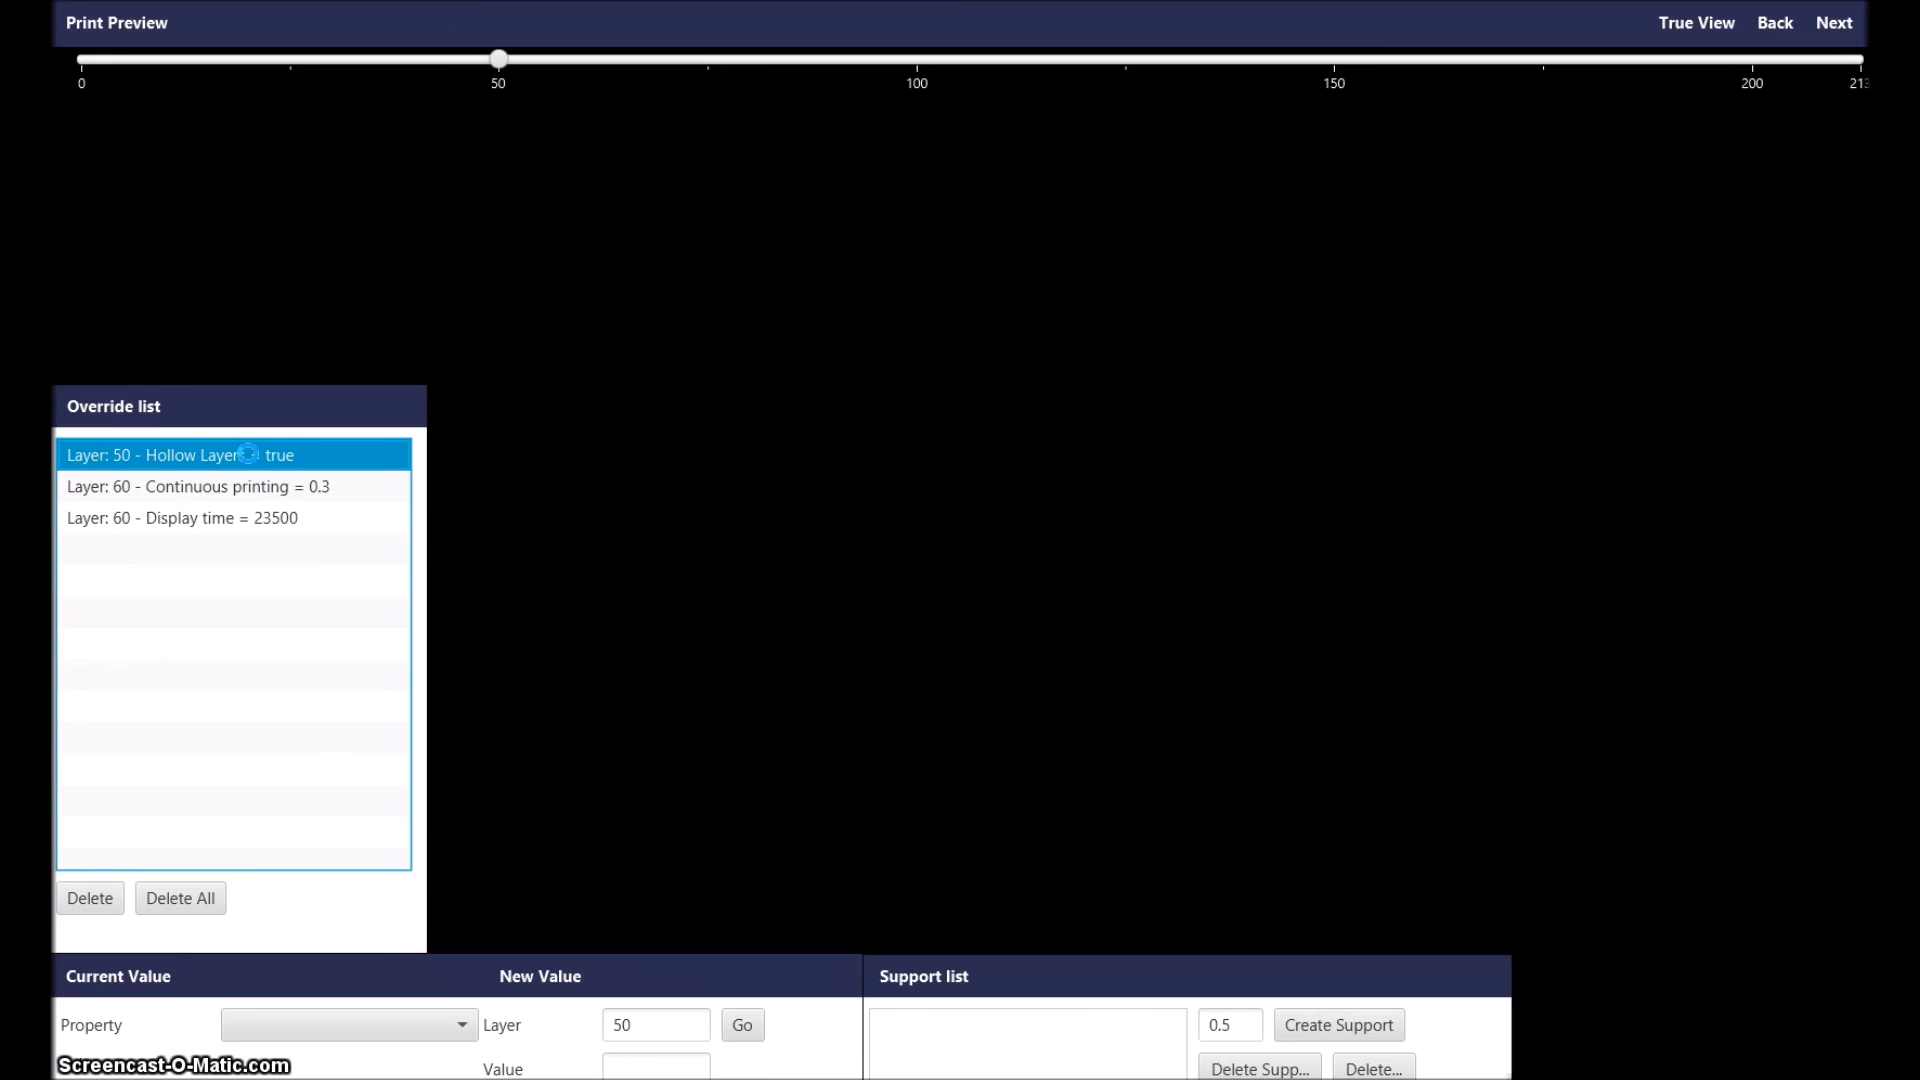 Print Preview
True View Back Next
0 50 100 150 200 213
Override list
Layer: 50 - Hollow Layer true
Layer: 60 - Continuous printing = 0.3
Layer: 60 - Display time = 23500
Delete Delete All
Current Value New Value Support list
Property Layer 50 Go 0.5 Create Support
Screencast-O-Matic.com Value Delete Supp... Delete...